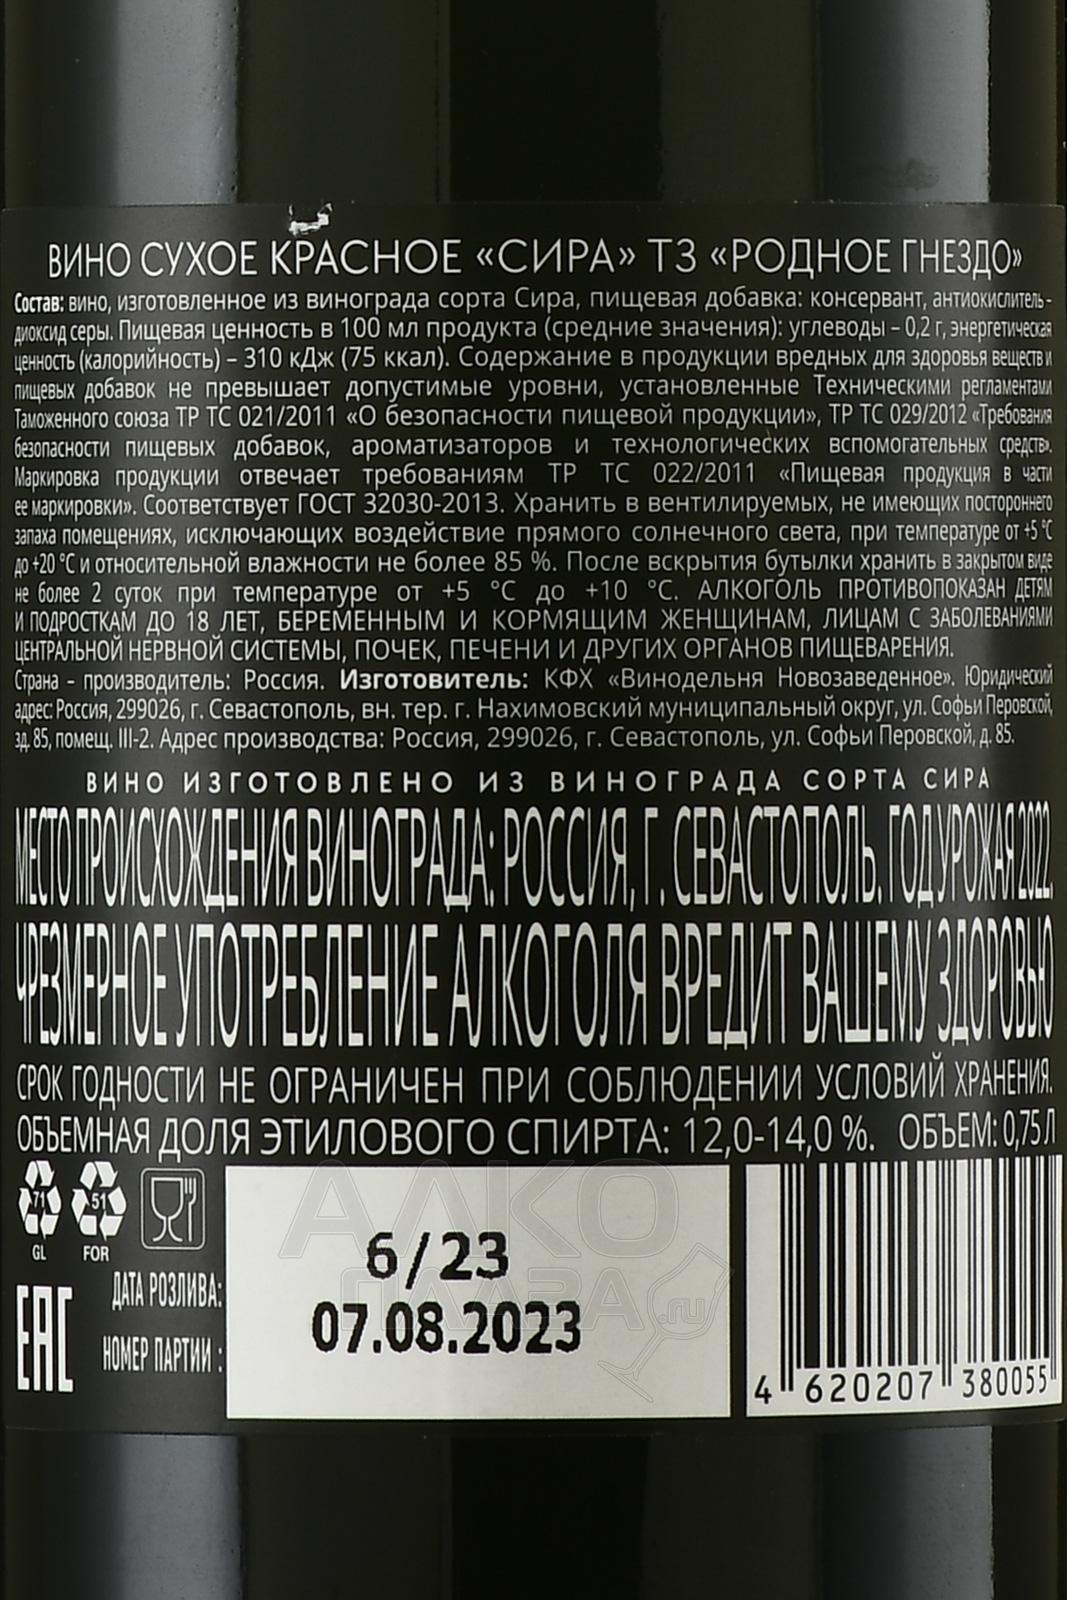 ВИНО СУХОЕ КРАСНОЕ «СИРА» ТЗ «РОДНОЕ ГНЕЗДО»
Состав: вино, изготовленное из винограда сорта Сира, пищевая добавка: консервант, антиокислитель -
диоксид серы. Пищевая ценность в 100 мл продукта (средние значения): углеводы – 0,2 г, энергетическая
ценность (калорийность) – 310 кДж (75 ккал). Содержание в продукции вредных для здоровья веществ и
пищевых добавок не превышает допустимые уровни, установленные Техническими регламентами
Таможенного союза ТР ТС 021/2011 «О безопасности пищевой продукции», ТР ТС 029/2012 «Требования
безопасности пищевых добавок, ароматизаторов и технологических вспомогательных средств».
Маркировка продукции отвечает требованиям ТР ТС 022/2011 «Пищевая продукция в части
ее маркировки». Соответствует ГОСТ 32030-2013. Хранить в вентилируемых, не имеющих постороннего
запаха помещениях, исключающих воздействие прямого солнечного света, при температуре от +5 °С
до +20 °С и относительной влажности не более 85 %. После вскрытия бутылки хранить в закрытом виде
не более 2 суток при температуре от +5 °С до +10 °С. АЛКОГОЛЬ ПРОТИВОПОКАЗАН ДЕТЯМ
И ПОДРОСТКАМ ДО 18 ЛЕТ, БЕРЕМЕННЫМ И КОРМЯЩИМ ЖЕНЩИНАМ, ЛИЦАМ С ЗАБОЛЕВАНИЯМИ
ЦЕНТРАЛЬНОЙ НЕРВНОЙ СИСТЕМЫ, ПОЧЕК, ПЕЧЕНИ И ДРУГИХ ОРГАНОВ ПИЩЕВАРЕНИЯ.
Страна - производитель: Россия. Изготовитель: КФХ «Винодельня Новозаведенное». Юридический
адрес: Россия, 299026, г. Севастополь, вн. тер. г. Нахимовский муниципальный округ, ул. Софьи Перовской,
зд. 85, помещ. III-2. Адрес производства: Россия, 299026, г. Севастополь, ул. Софьи Перовской, д. 85.
ВИНО ИЗГОТОВЛЕНО ИЗ ВИНОГРАДА СОРТА СИРА
МЕСТО ПРОИСХОЖДЕНИЯ ВИНОГРАДА: РОССИЯ, Г. СЕВАСТОПОЛЬ. ГОД УРОЖАЯ 2022.
ЧРЕЗМЕРНОЕ УПОТРЕБЛЕНИЕ АЛКОГОЛЯ ВРЕДИТ ВАШЕМУ ЗДОРОВЬЮ
СРОК ГОДНОСТИ НЕ ОГРАНИЧЕН ПРИ СОБЛЮДЕНИИ УСЛОВИЙ ХРАНЕНИЯ.
ОБЪЕМНАЯ ДОЛЯ ЭТИЛОВОГО СПИРТА: 12,0-14,0 %. ОБЪЕМ: 0,75 Л
71 51
GL FOR
EAC
ДАТА РОЗЛИВА:
НОМЕР ПАРТИИ :
6/23
07.08.2023
АЛКО
ПЛАЗА.ru
4 620207 380055